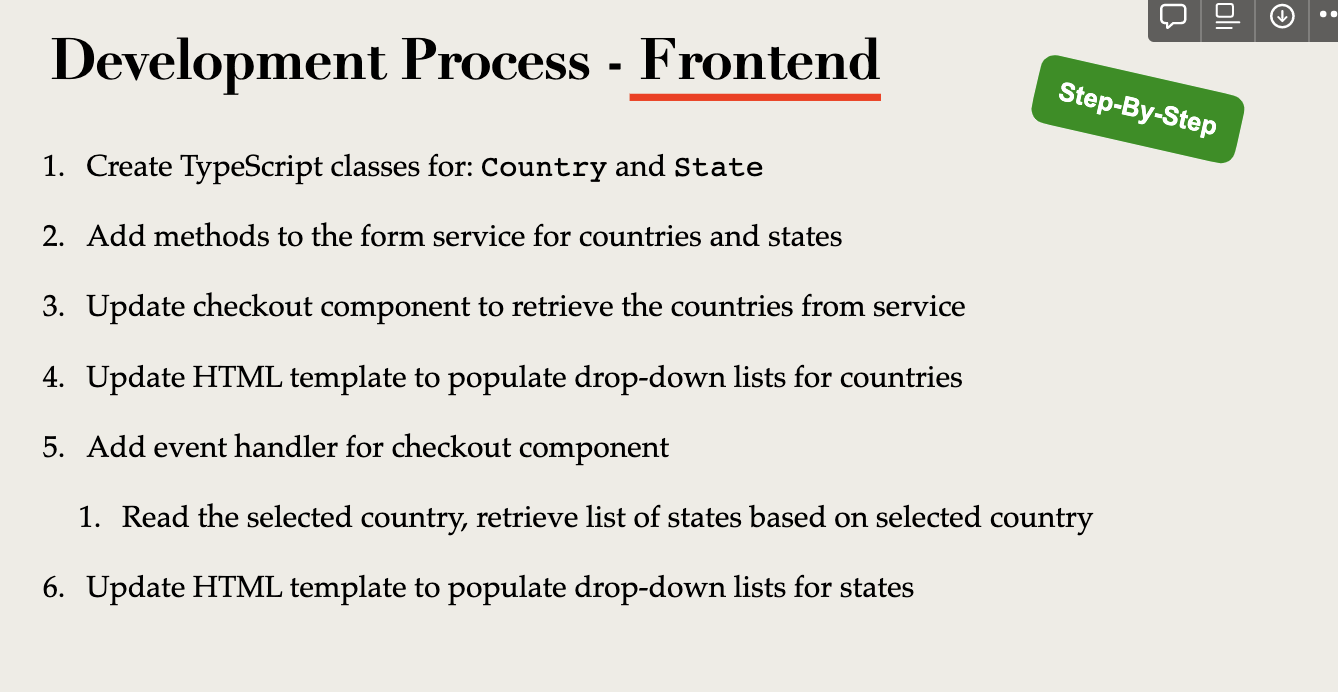 Development Process - Frontend
Step-By-Step
1. Create TypeScript classes for: Country and State
2. Add methods to the form service for countries and states
3. Update checkout component to retrieve the countries from service
4. Update HTML template to populate drop-down lists for countries
5. Add event handler for checkout component
1. Read the selected country, retrieve list of states based on selected country
6. Update HTML template to populate drop-down lists for states